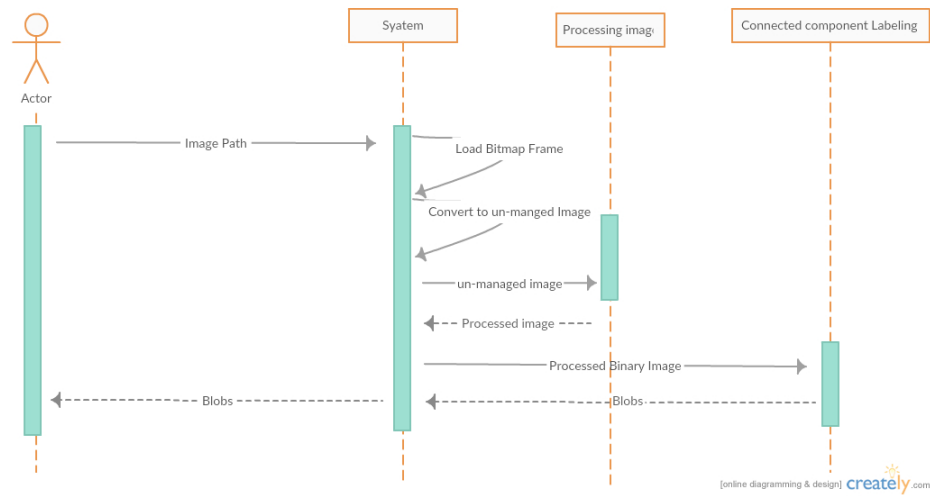 Syatem
Processing imag
Connected component Labeling
Actor
Image Path
Load Bitmap Frame
Convert to un-manged Image
un-managed image
Processed image
Processed Binary Image
Blobs
Blobs
[online diagramming & design] creately.com